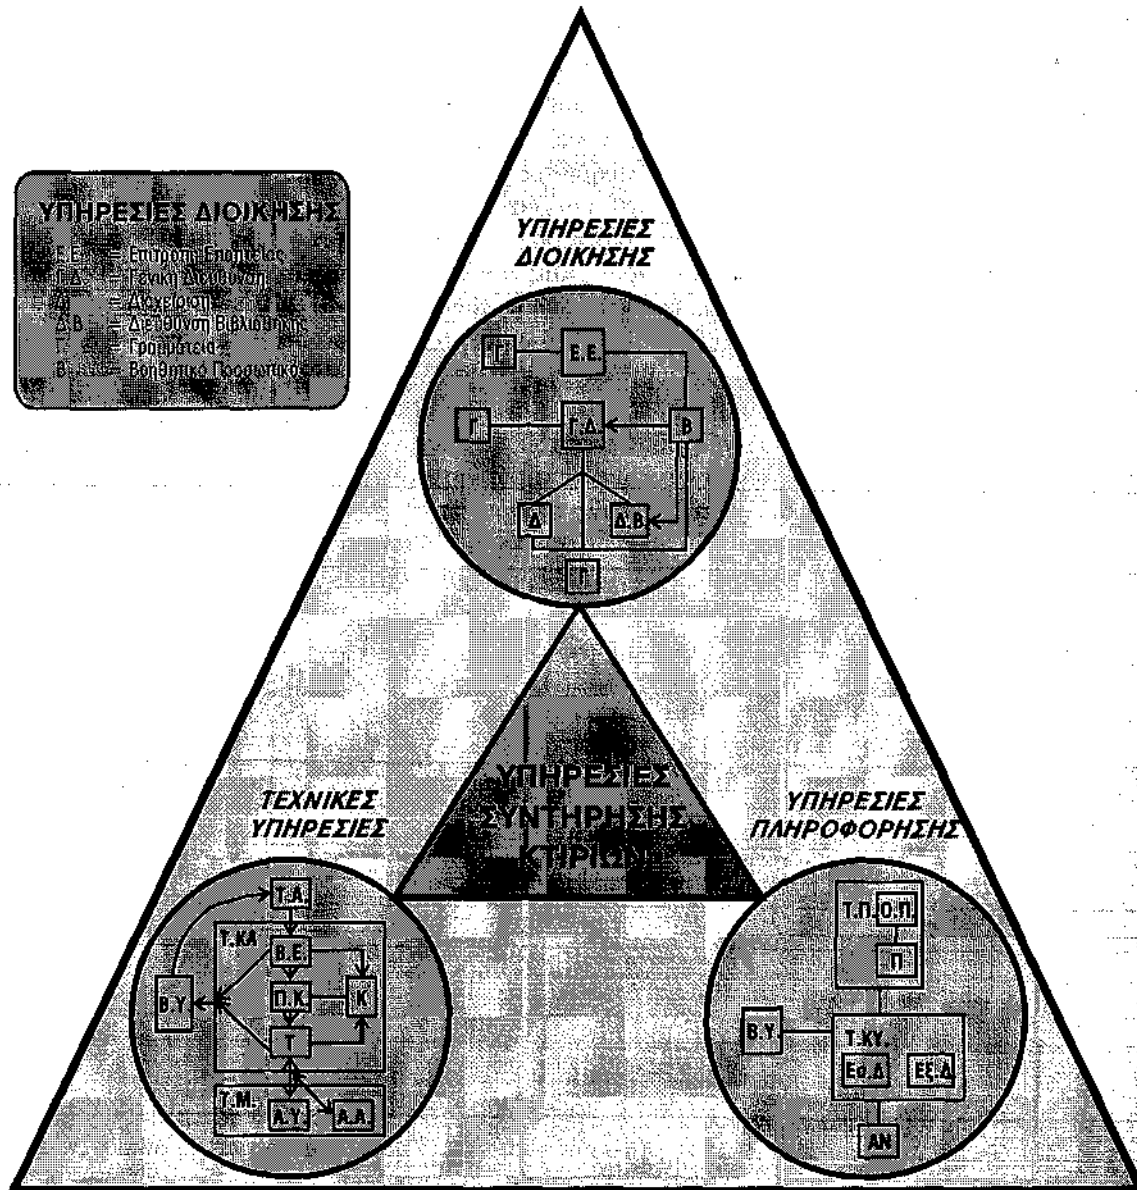 ΥΠΗΡΕΣΙΕΣ ΔΙΟΙΚΗΣΗΣ
Ε.Ε. = Επιτροπή Εποπτείας
Γ.Δ. = Γενική Διεύθυνση
Δ = Διαχείριση
Δ.Β = Διεύθυνση Βιβλιοθήκης
Γ = Γραμματεία
Β = Βοηθητικό Προσωπικό
ΥΠΗΡΕΣΙΕΣ
ΔΙΟΙΚΗΣΗΣ
Γ Ε.Ε.
Γ Γ.Δ. Β
Δ Δ.Β
Γ
ΥΠΗΡΕΣΙΕΣ
ΣΥΝΤΗΡΗΣΗΣ
ΚΤΙΡΙΩΝ
ΤΕΧΝΙΚΕΣ
ΥΠΗΡΕΣΙΕΣ
Τ.Α.
Τ.ΚΑ
Β.Ε.
Β.Υ Π.Κ Κ
Τ
Τ.Μ.
Α.Υ. Α.Α
ΥΠΗΡΕΣΙΕΣ
ΠΛΗΡΟΦΟΡΗΣΗΣ
Τ.Π. Ο.Π.
Π
Β.Υ. Τ.ΚΥ.
Εσ.Δ ΕΞ.Δ
ΑΝ